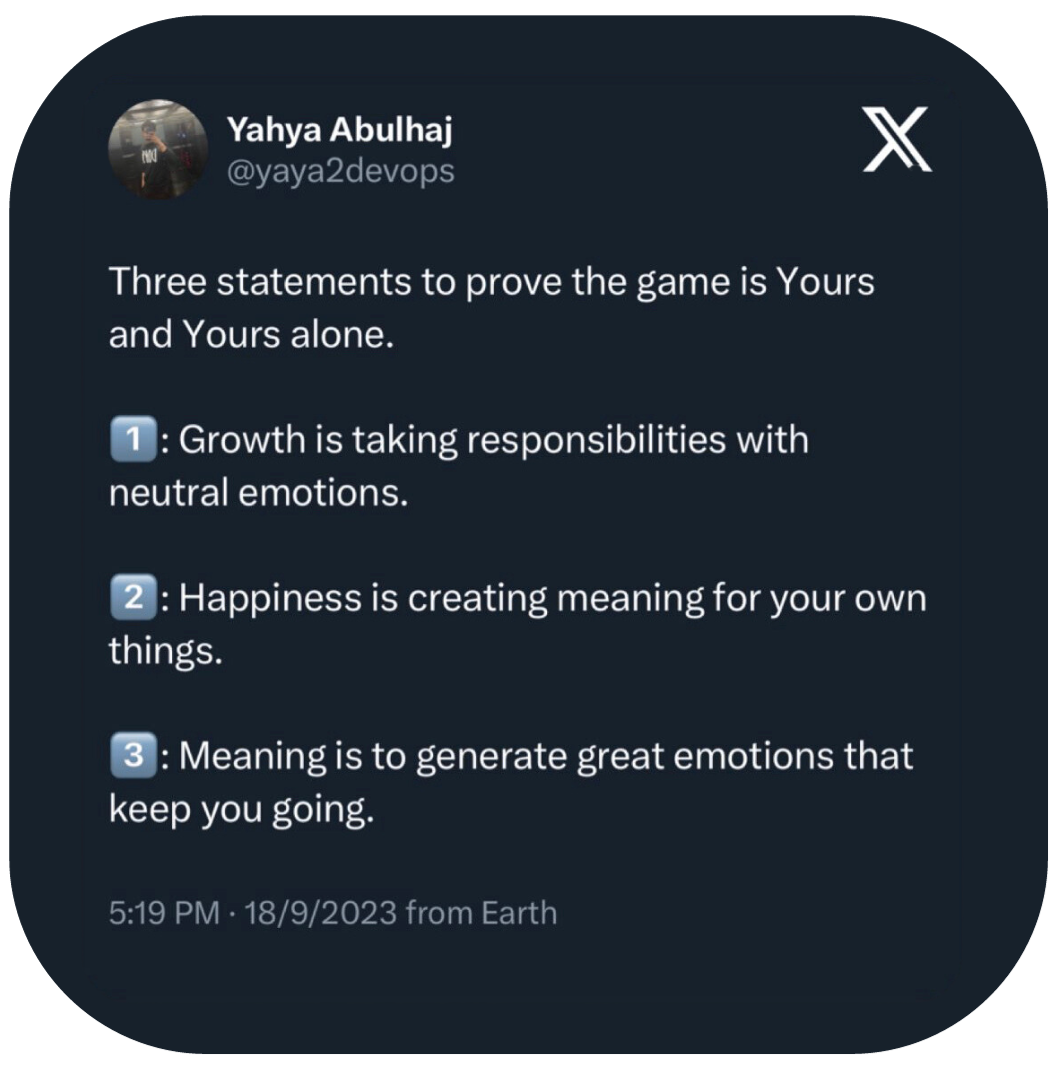 Yahya Abulhaj
@yaya2devops
Three statements to prove the game is Yours
and Yours alone.
1️⃣: Growth is taking responsibilities with
neutral emotions.
2️⃣: Happiness is creating meaning for your own
things.
3️⃣: Meaning is to generate great emotions that
keep you going.
5:19 PM · 18/9/2023 from Earth